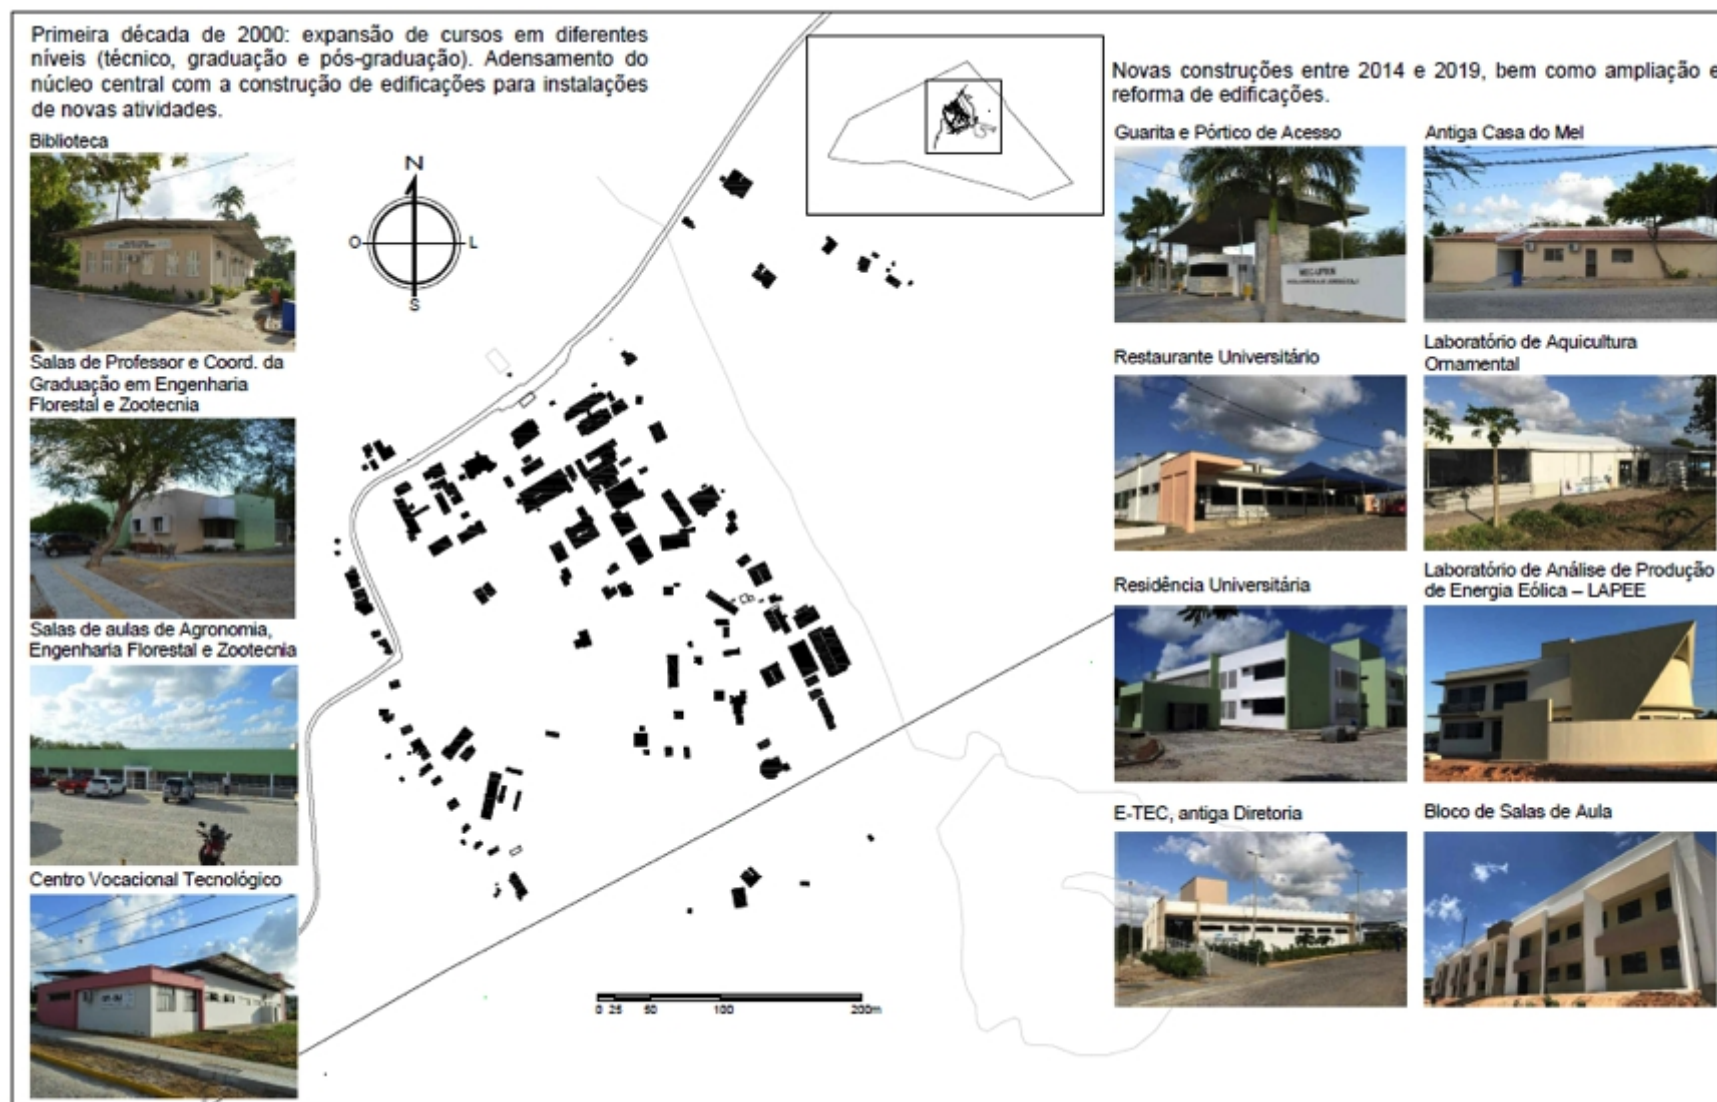 Primeira década de 2000: expansão de cursos em diferentes
níveis (técnico, graduação e pós-graduação). Adensamento do
núcleo central com a construção de edificações para instalações
de novas atividades.
Biblioteca
Salas de Professor e Coord. da
Graduação em Engenharia
Florestal e Zootecnia
Salas de aulas de Agronomia,
Engenharia Florestal e Zootecnia
Centro Vocacional Tecnológico
N
O
L
S
0 25 50 100 200m
Novas construções entre 2014 e 2019, bem como ampliação e
reforma de edificações.
Guarita e Pórtico de Acesso
Antiga Casa do Mel
Restaurante Universitário
Laboratório de Aquicultura
Ornamental
Residência Universitária
Laboratório de Análise de Produção
de Energia Eólica – LAPEE
E-TEC, antiga Diretoria
Bloco de Salas de Aula